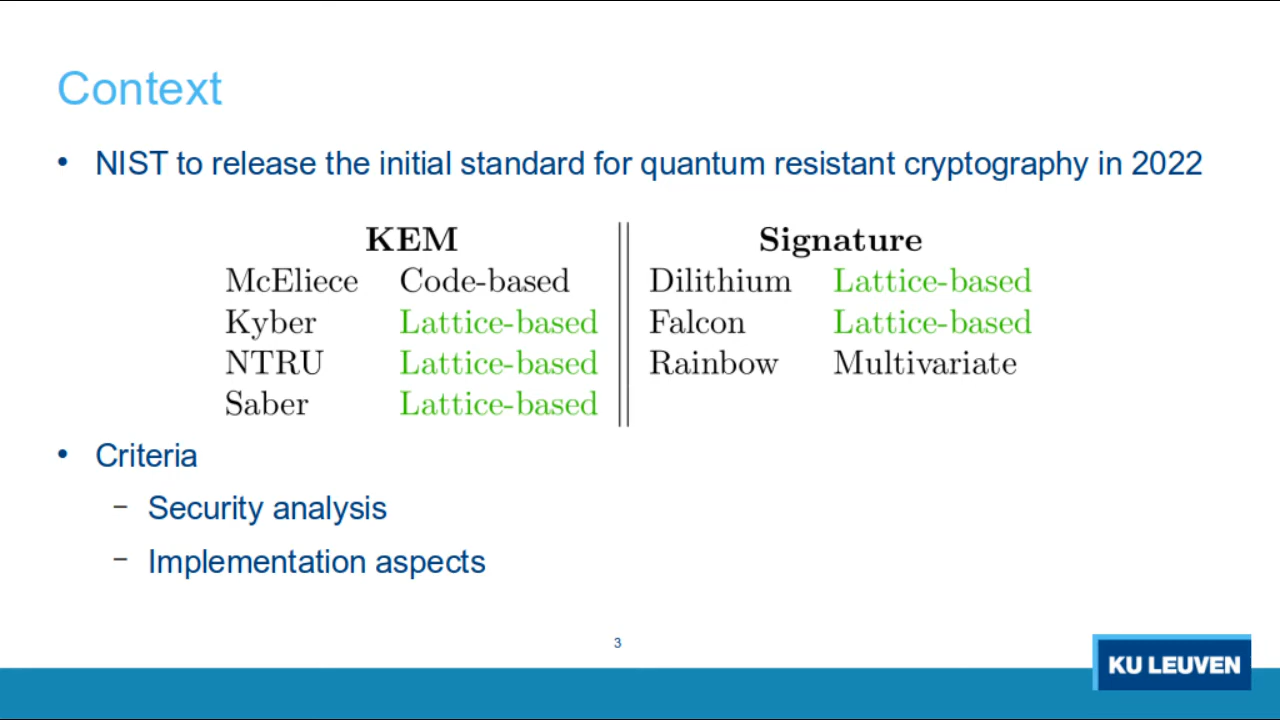 Context
• NIST to release the initial standard for quantum resistant cryptography in 2022
KEM Signature
McEliece Code-based Dilithium Lattice-based
Kyber Lattice-based Falcon Lattice-based
NTRU Lattice-based Rainbow Multivariate
Saber Lattice-based
• Criteria
– Security analysis
– Implementation aspects
3
KU LEUVEN